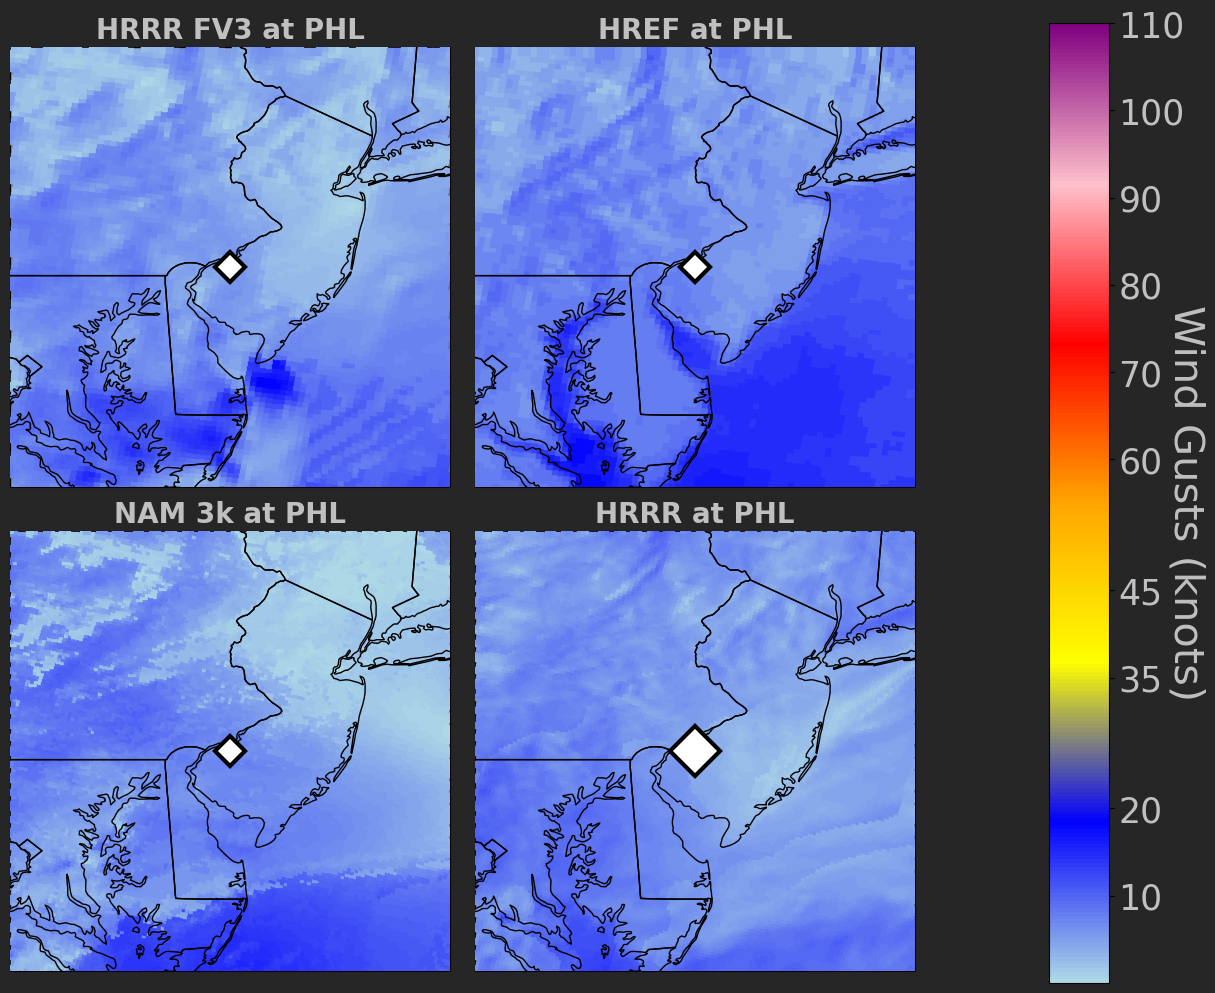 HRRR FV3 at PHL
HREF at PHL
NAM 3k at PHL
HRRR at PHL
110
100
90
80
70
60
45
35
20
10
Wind Gusts (knots)